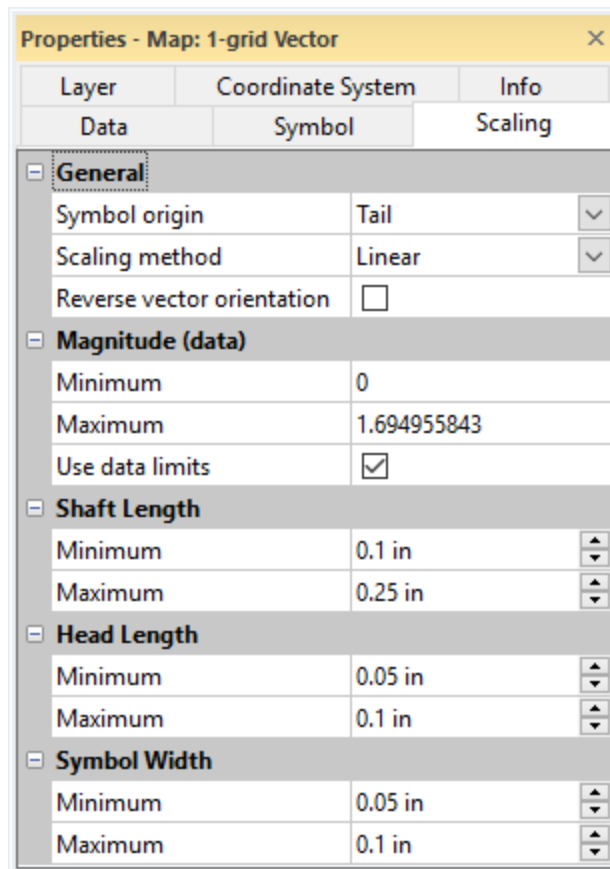 Properties - Map: 1-grid Vector
Layer Coordinate System Info
Data Symbol Scaling
General
Symbol origin Tail
Scaling method Linear
Reverse vector orientation
Magnitude (data)
Minimum 0
Maximum 1.694955843
Use data limits
Shaft Length
Minimum 0.1 in
Maximum 0.25 in
Head Length
Minimum 0.05 in
Maximum 0.1 in
Symbol Width
Minimum 0.05 in
Maximum 0.1 in